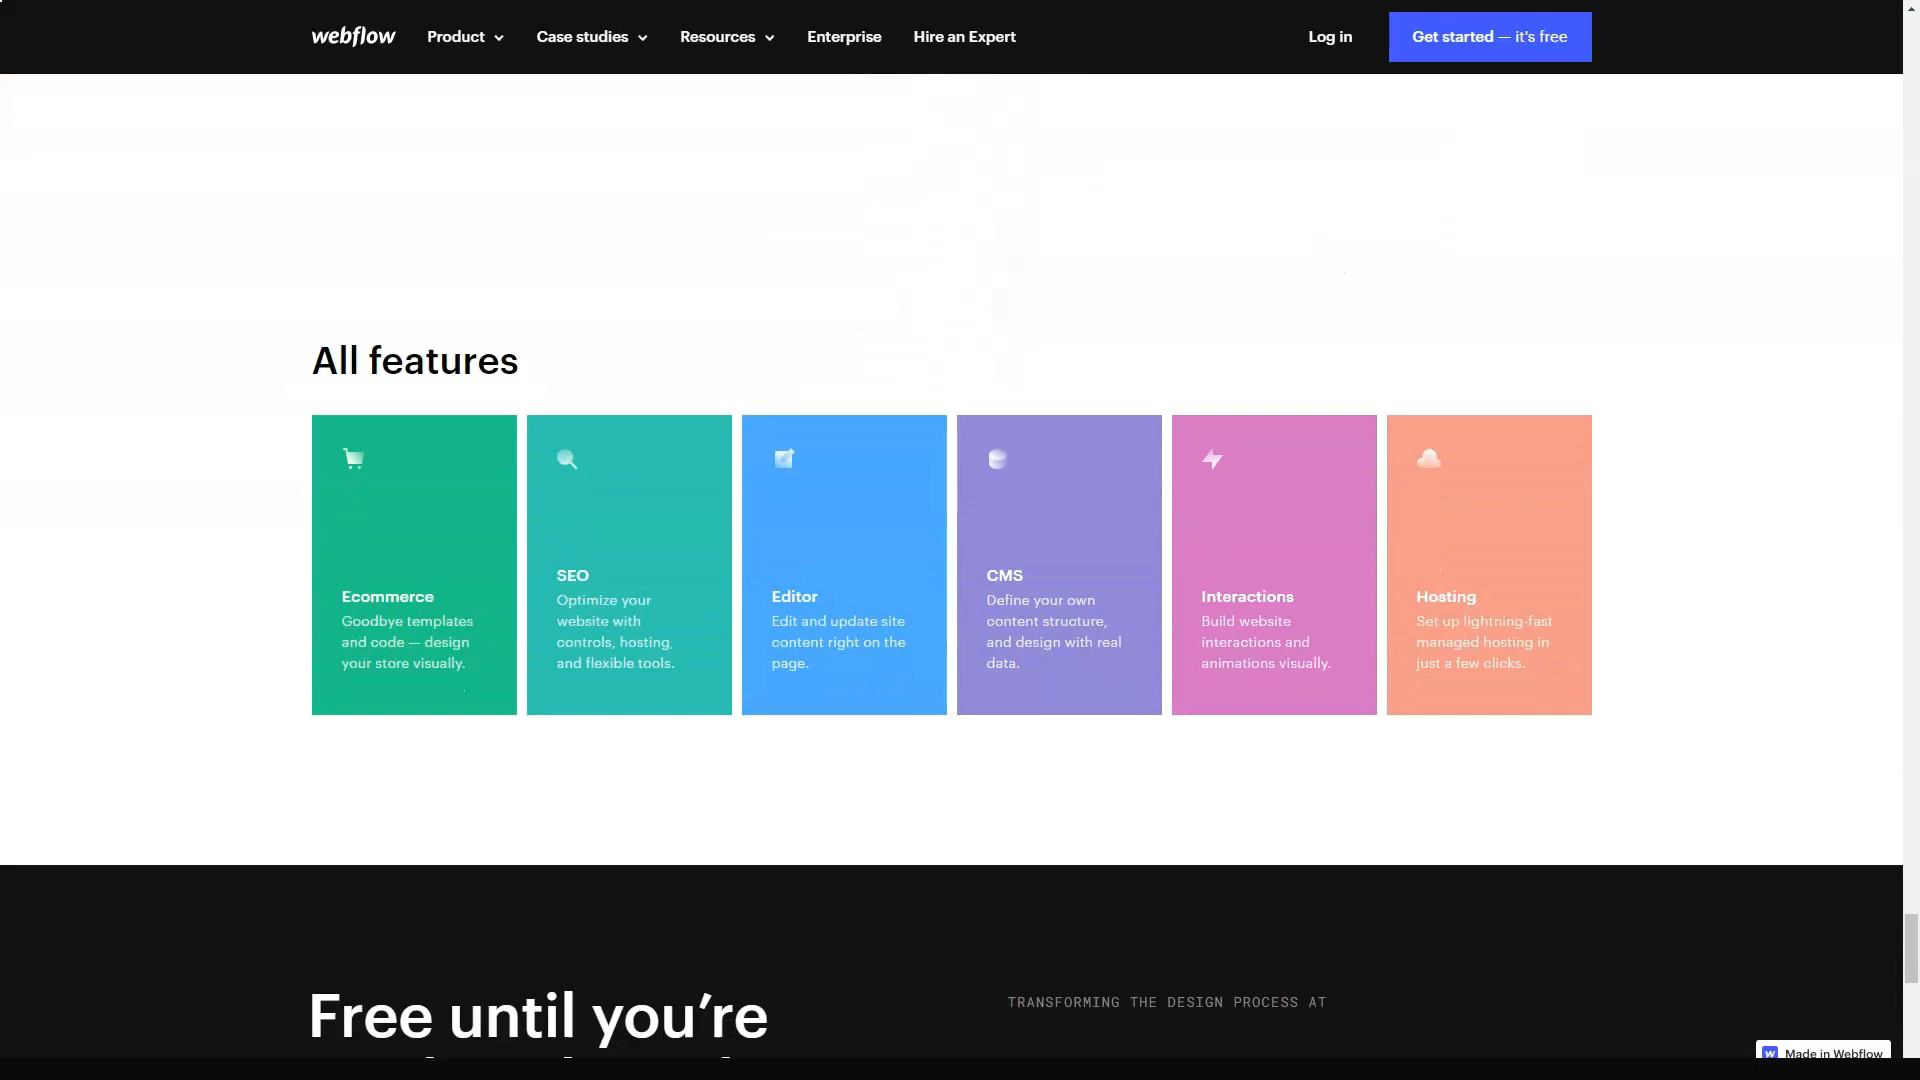 webflow Product Case studies Resources Enterprise Hire an Expert Log in Get started — it's free
All features
Ecommerce
Goodbye templates
and code — design
your store visually.
SEO
Optimize your
website with
controls, hosting,
and flexible tools.
Editor
Edit and update site
content right on the
page.
CMS
Define your own
content structure,
and design with real
data.
Interactions
Build website
interactions and
animations visually.
Hosting
Set up lightning-fast
managed hosting in
just a few clicks.
Free until you’re
TRANSFORMING THE DESIGN PROCESS AT
Made in Webflow